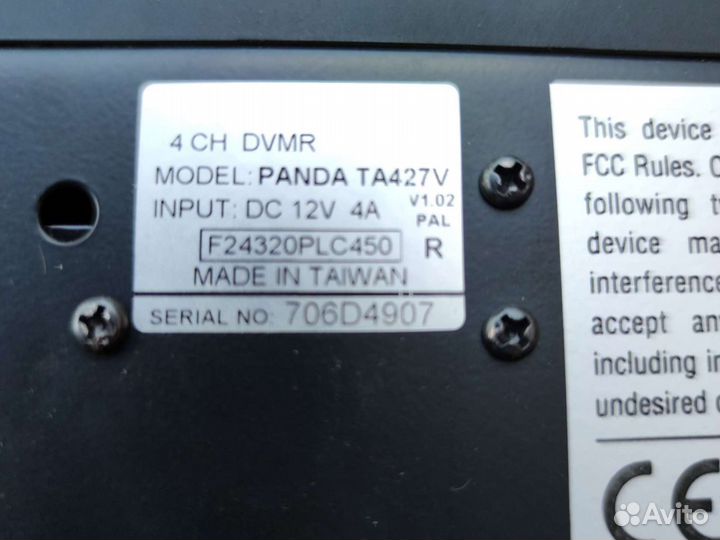 4 CH DVMR
MODEL: PANDA TA427V
INPUT: DC 12V 4A V1.02
PAL
F24320PLC450 R
MADE IN TAIWAN
SERIAL NO: 706D4907
This device
FCC Rules.
following
device
interference
accept
including
undesired
CE
Avito